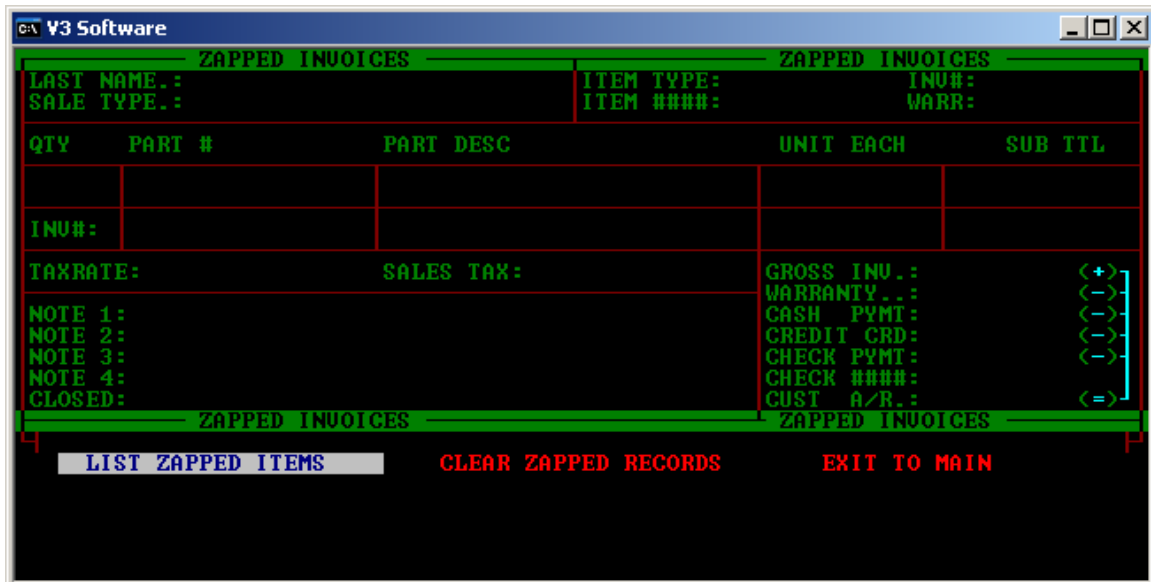 V3 Software
ZAPPED INVOICES ZAPPED INVOICES
LAST NAME.: ITEM TYPE: INV#:
SALE TYPE.: ITEM ####: WARR:
QTY PART # PART DESC UNIT EACH SUB TTL
INV#:
TAXRATE: SALES TAX: GROSS INV.: (+)
WARRANTY..: (-)
NOTE 1: CASH PYMT: (-)
NOTE 2: CREDIT CRD: (-)
NOTE 3: CHECK PYMT: (-)
NOTE 4: CHECK ####:
CLOSED: CUST A/R.: (=)
ZAPPED INVOICES ZAPPED INVOICES
LIST ZAPPED ITEMS CLEAR ZAPPED RECORDS EXIT TO MAIN